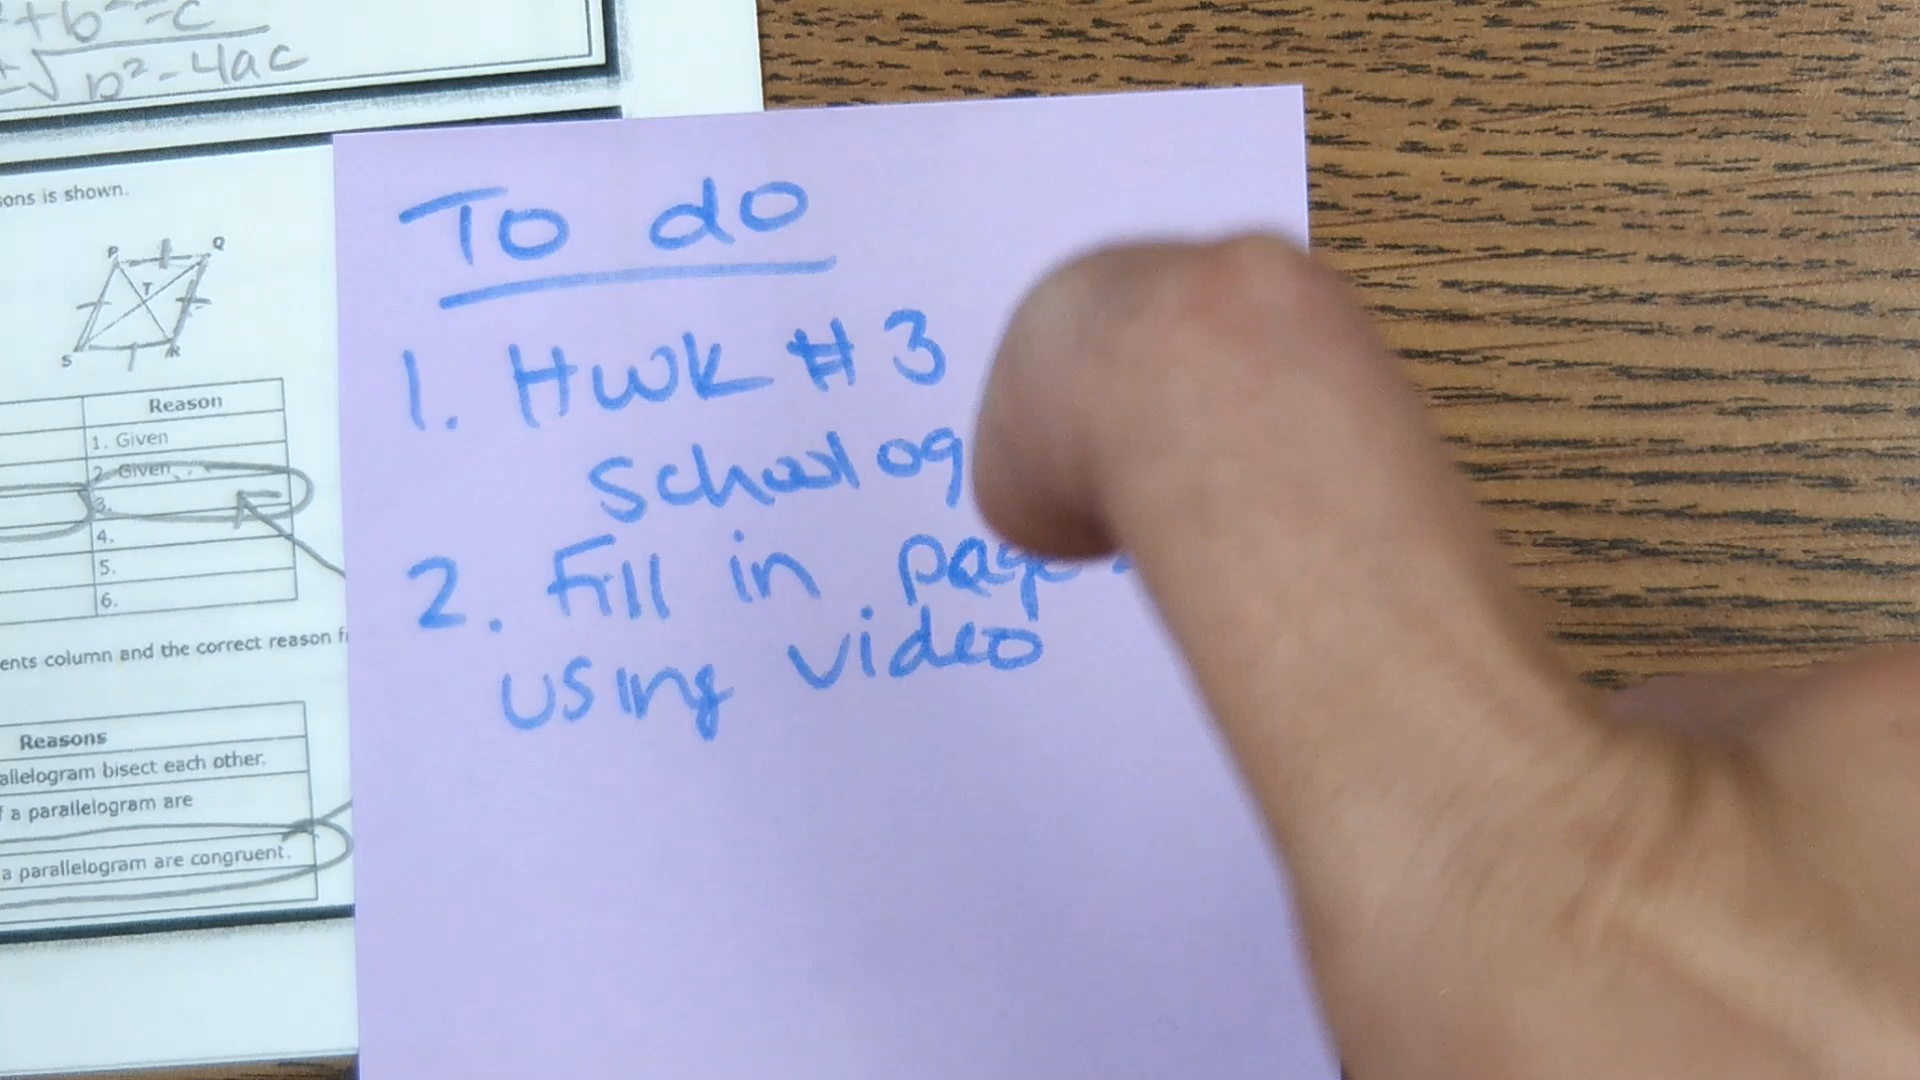 +b²=c
√b²-4ac
ons is shown.
P Q
T
S R
Reason
1. Given
2. Given
3.
4.
5.
6.
ents column and the correct reason
Reasons
allelogram bisect each other.
a parallelogram are
a parallelogram are congruent.
To do
1. Hwk #3
Schoolog
2. Fill in page
using video